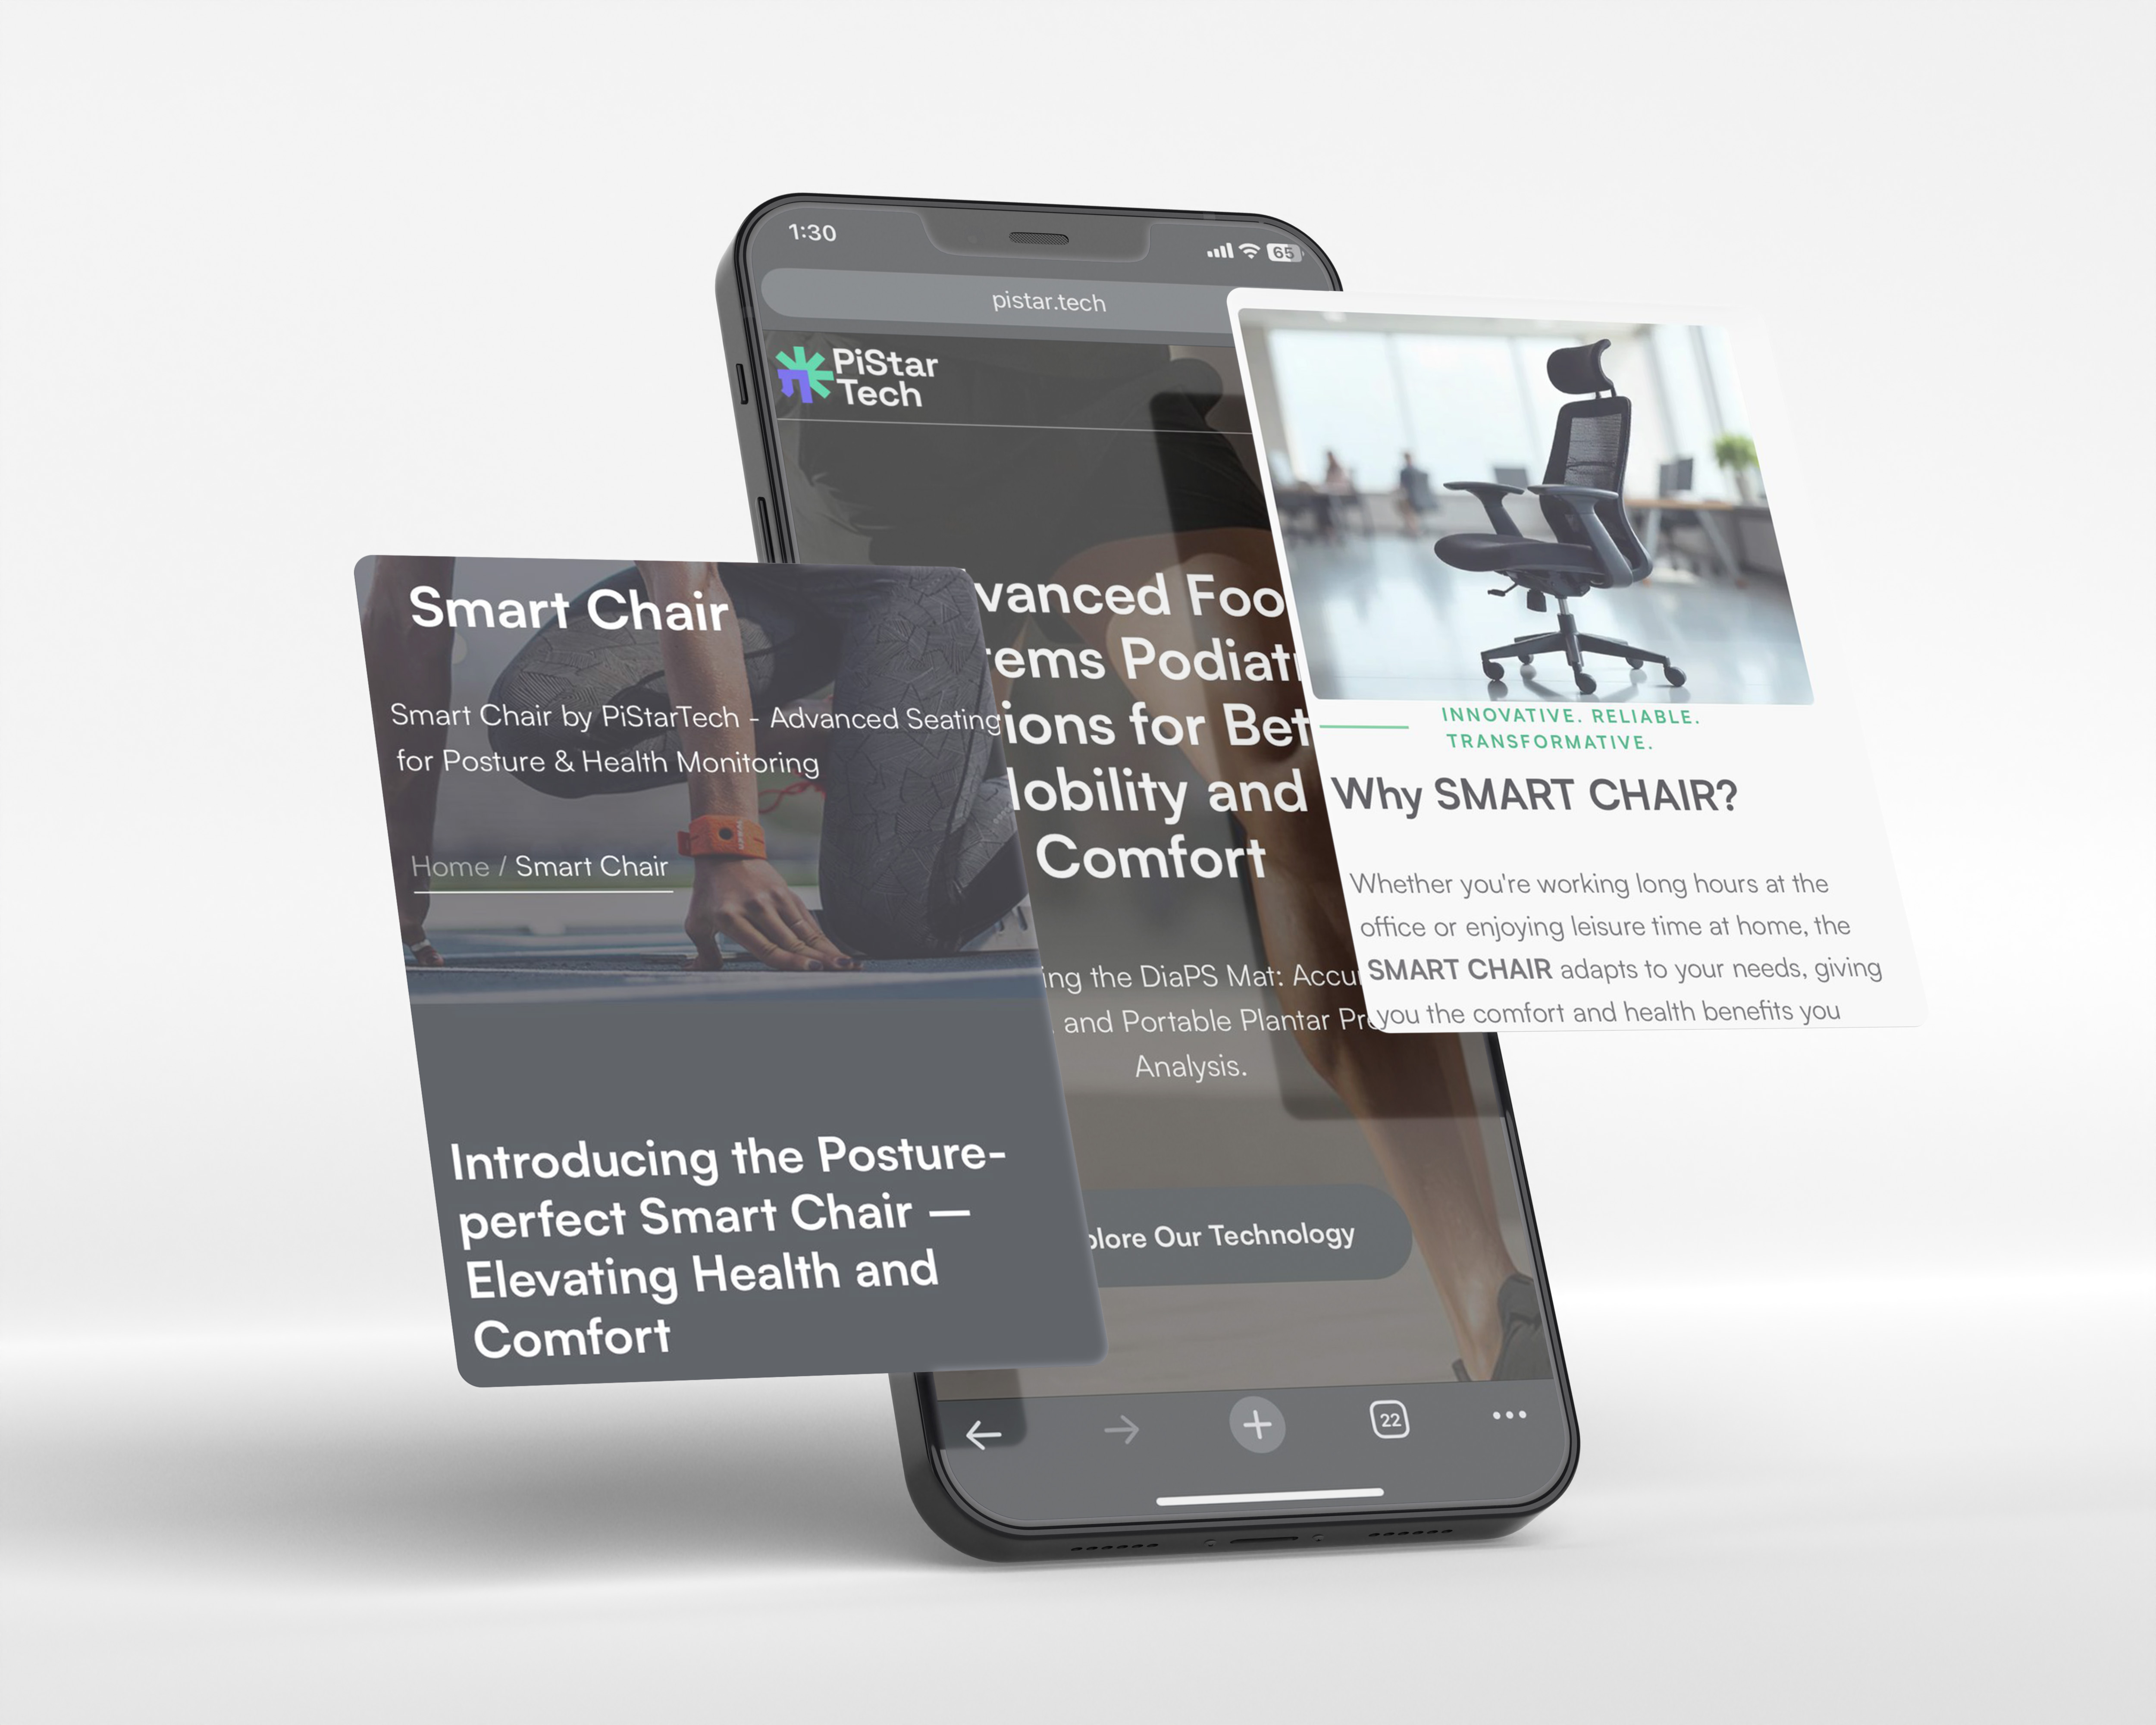 1:30
65
pistar.tech
PiStar
Tech
vanced Foo
ems Podiat
ions for Bet
lobility and
Comfort
ing the DiaPS Mat: Accu
and Portable Plantar Pr
Analysis.
lore Our Technology
22
Smart Chair
Smart Chair by PiStarTech - Advanced Seating
for Posture & Health Monitoring
Home / Smart Chair
Introducing the Posture-
perfect Smart Chair —
Elevating Health and
Comfort
INNOVATIVE. RELIABLE.
TRANSFORMATIVE.
Why SMART CHAIR?
Whether you're working long hours at the
office or enjoying leisure time at home, the
SMART CHAIR adapts to your needs, giving
you the comfort and health benefits you